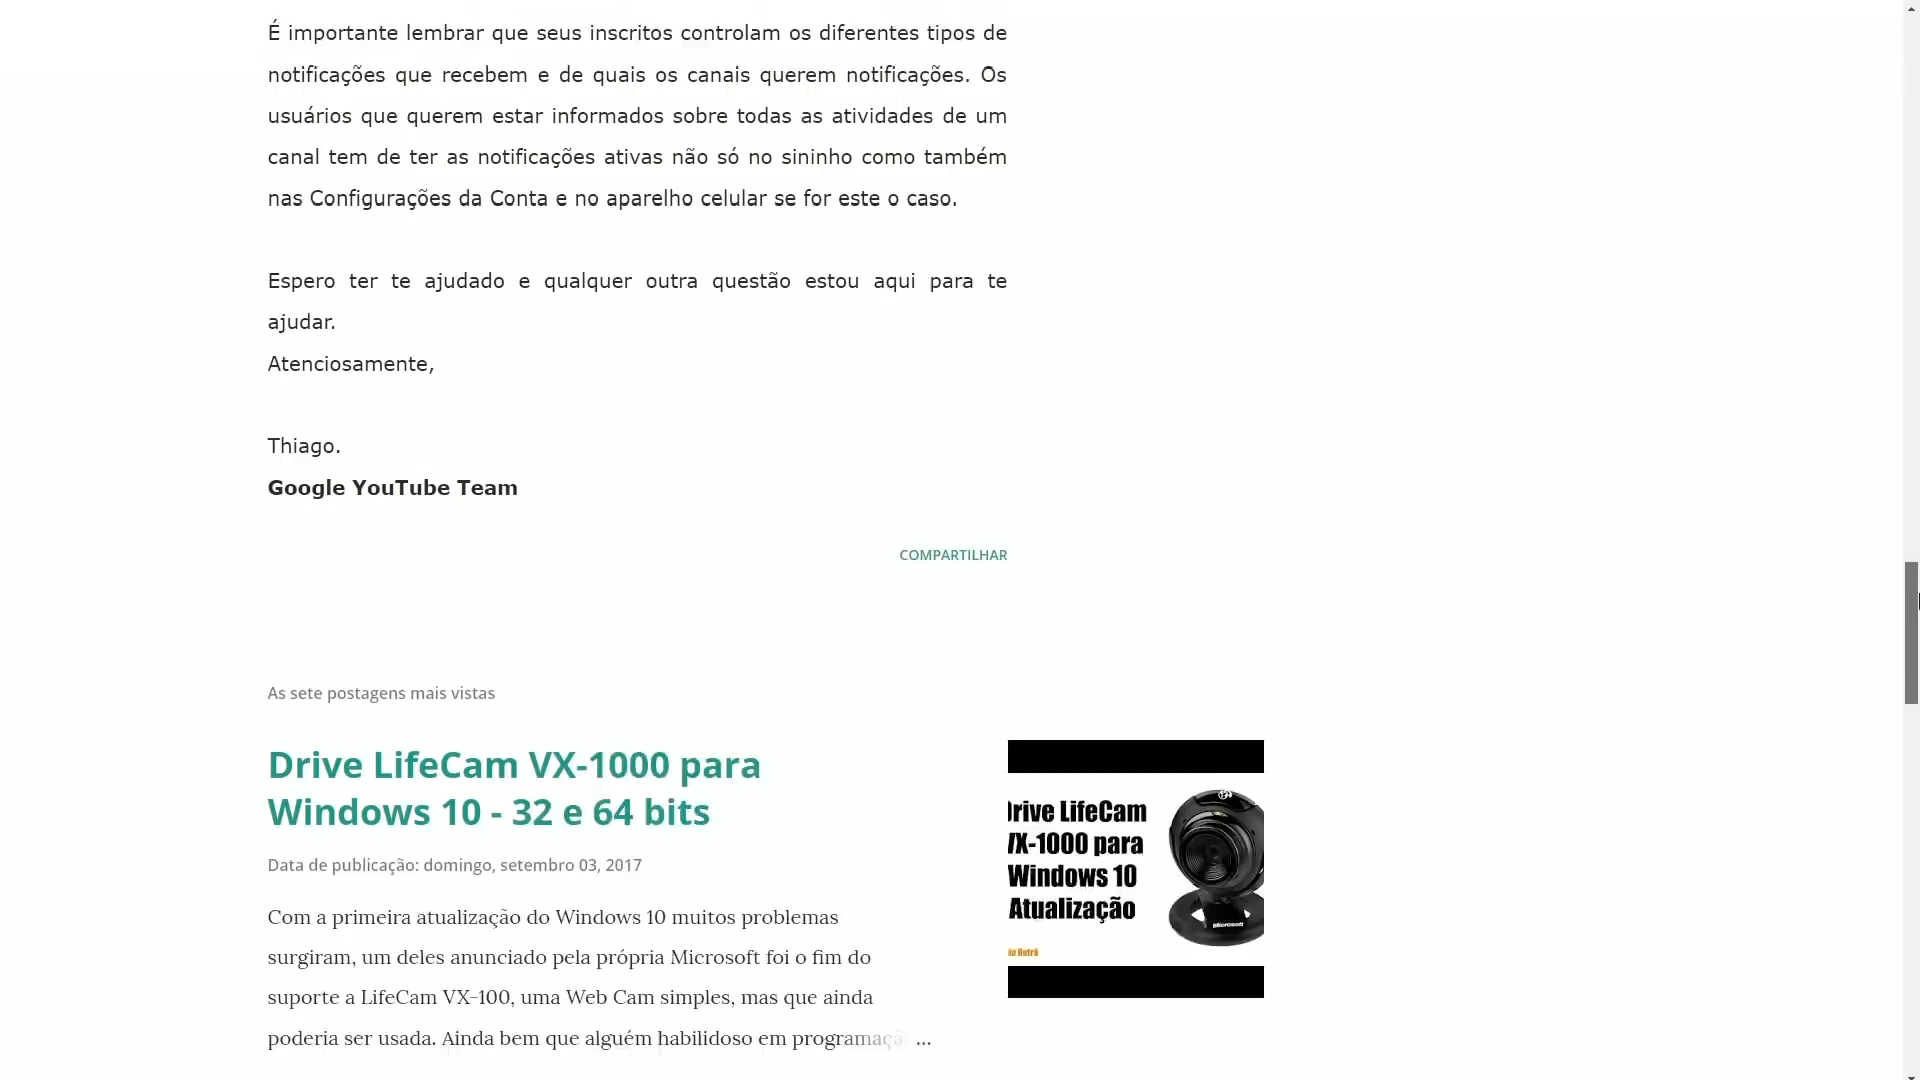 É importante lembrar que seus inscritos controlam os diferentes tipos de
notificações que recebem e de quais os canais querem notificações. Os
usuários que querem estar informados sobre todas as atividades de um
canal tem de ter as notificações ativas não só no sininho como também
nas Configurações da Conta e no aparelho celular se for este o caso.
Espero ter te ajudado e qualquer outra questão estou aqui para te
ajudar.
Atenciosamente,
Thiago.
Google YouTube Team
COMPARTILHAR
As sete postagens mais vistas
Drive LifeCam VX-1000 para
Windows 10 - 32 e 64 bits
Data de publicação: domingo, setembro 03, 2017
Com a primeira atualização do Windows 10 muitos problemas
surgiram, um deles anunciado pela própria Microsoft foi o fim do
suporte a LifeCam VX-100, uma Web Cam simples, mas que ainda
poderia ser usada. Ainda bem que alguém habilidoso em programaçã ...
rive LifeCam
X-1000 para
Windows 10
Atualização
Microsoft